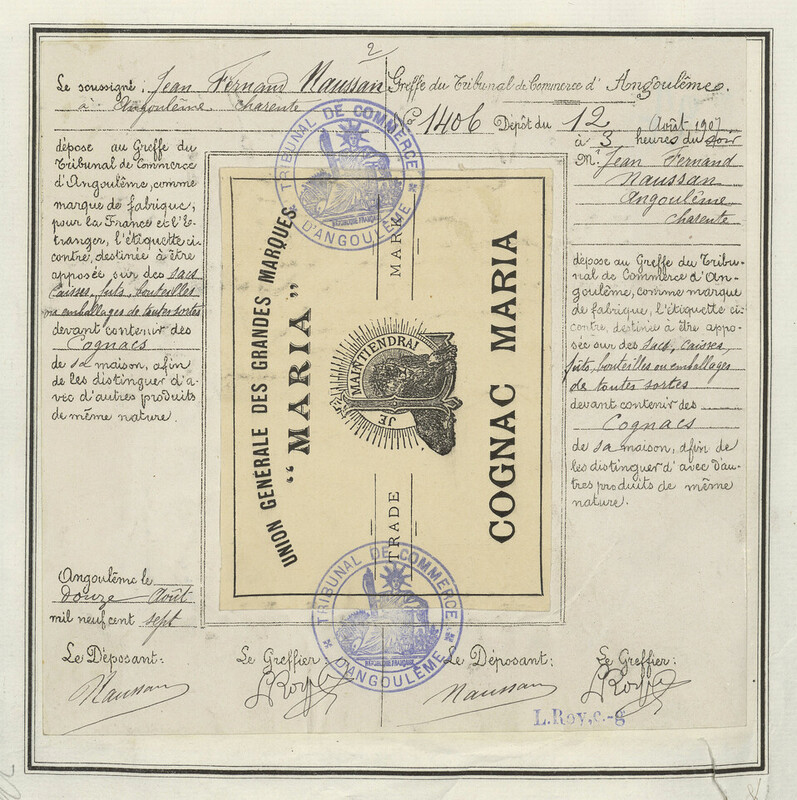 2
Le soussigné, Jean Fernand Naussan
à Angoulême Charente
dépose au Greffe du
Tribunal de Commerce
d'Angoulême, comme
marque de fabrique,
pour la France et l'É-
tranger, l'étiquette ci-
contre, destinée à être
apposée sur des sacs
caisses, fûts, bouteilles
ou emballages de toutes sortes
devant contenir des
Cognacs
de sa maison, afin
de les distinguer d'a-
vec d'autres produits
de même nature.
Angoulême le
douze Août
mil neuf cent sept
Le Déposant:
Naussan
Le Greffier:
UNION GENÉRALE DES GRANDES MARQUES
"MARIA"
TRADE MARK
JE MAINTIENDRAI
COGNAC MARIA
TRIBUNAL DE COMMERCE
D'ANGOULÊME
RÉPUBLIQUE FRANÇAISE
TRIBUNAL DE COMMERCE
D'ANGOULÊME
RÉPUBLIQUE FRANÇAISE
Greffe du Tribunal de Commerce d'Angoulême.
No 1406 Dépôt du 12 Août 1907
à 3 heures du soir
M. Jean Fernand
Naussan
Angoulême
Charente
dépose au Greffe du Tribu-
nal de Commerce d'An-
goulême, comme marque
de fabrique, l'étiquette ci-
contre, destinée à être appo-
sée sur des sacs, caisses,
fûts, bouteilles ou emballages
de toutes sortes
devant contenir des
Cognacs
de sa maison, afin de
les distinguer d'avec d'au-
tres produits de même
nature.
Le Déposant:
Naussan
Le Greffier:
L. Roy, c.-g